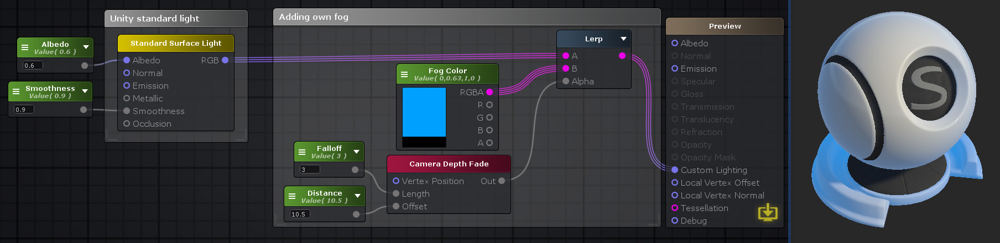 Unity standard light
Albedo
Value( 0.6 )
0.6
Smoothness
Value( 0.9 )
0.9
Standard Surface Light
Albedo RGB
Normal
Emission
Metallic
Smoothness
Occlusion
Adding own fog
Fog Color
Value( 0,0.63,1,0 )
RGBA
R
G
B
A
Falloff
Value( 3 )
3
Distance
Value( 10.5 )
10.5
Camera Depth Fade
Vertex Position Out
Length
Offset
Lerp
A
B
Alpha
Preview
Albedo
Normal
Emission
Specular
Gloss
Transmission
Translucency
Refraction
Opacity
Opacity Mask
Custom Lighting
Local Vertex Offset
Local Vertex Normal
Tessellation
Debug
S